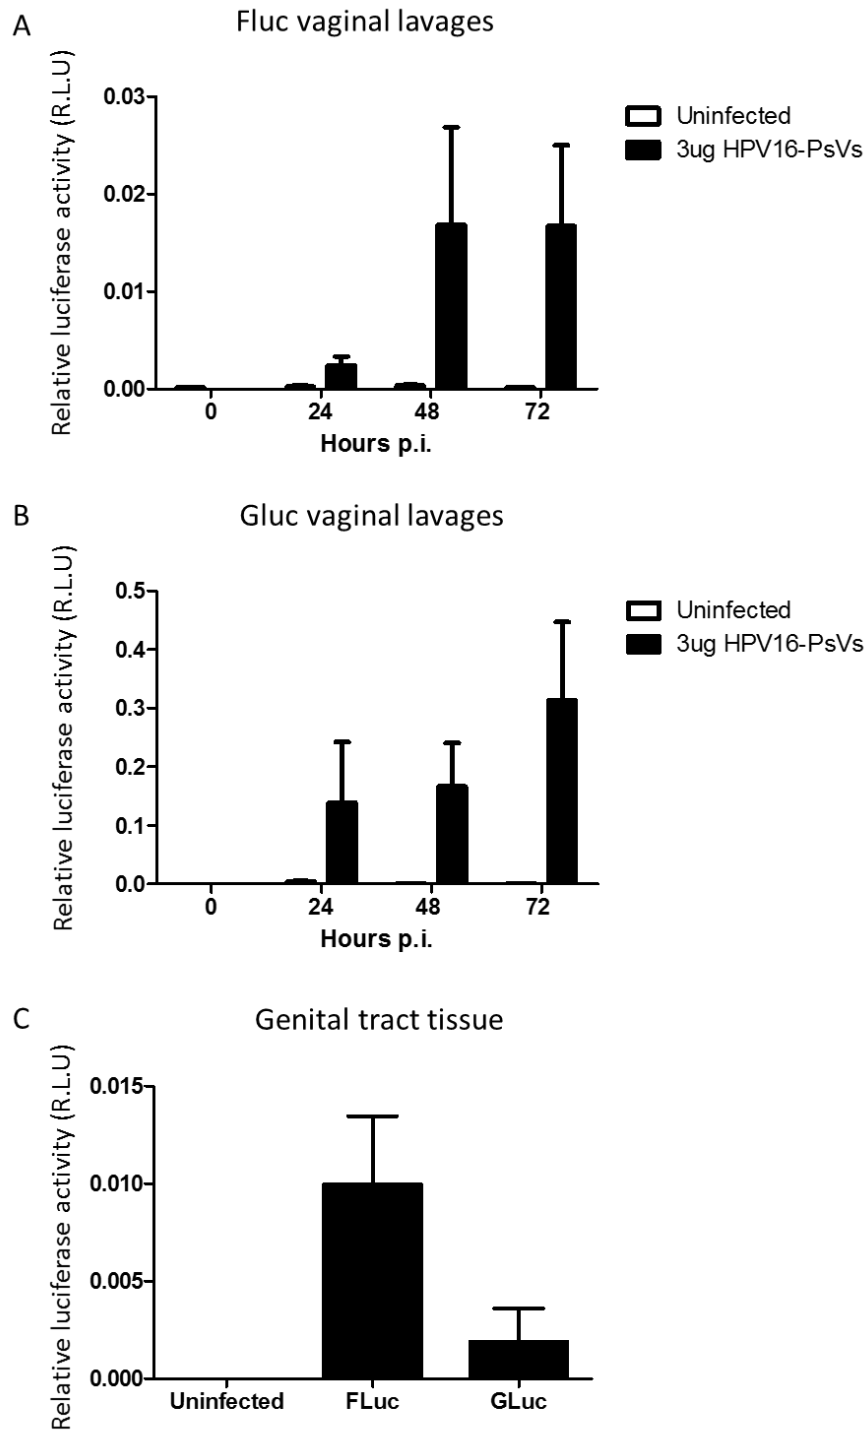 A
Fluc vaginal lavages
Relative luciferase activity (R.L.U)
0.03
0.02
0.01
0.00
0 24 48 72
Hours p.i.
Uninfected
3ug HPV16-PsVs
B
Gluc vaginal lavages
Relative luciferase activity (R.L.U)
0.5
0.4
0.3
0.2
0.1
0.0
0 24 48 72
Hours p.i.
Uninfected
3ug HPV16-PsVs
C
Genital tract tissue
Relative luciferase activity (R.L.U)
0.015
0.010
0.005
0.000
Uninfected FLuc GLuc